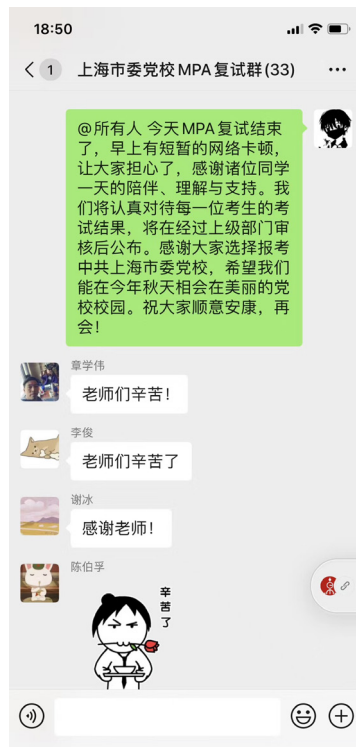 18:50
1 上海市委党校MPA复试群(33)
@所有人 今天MPA复试结束
了，早上有短暂的网络卡顿，
让大家担心了，感谢诸位同学
一天的陪伴、理解与支持。我
们将认真对待每一位考生的考
试结果，将在经过上级部门审
核后公布。感谢大家选择报考
中共上海市委党校，希望我们
能在今年秋天相会在美丽的党
校校园。祝大家顺意安康，再
会！
章学伟
老师们辛苦！
李俊
老师们辛苦了
谢冰
感谢老师！
陈伯孚
辛苦了